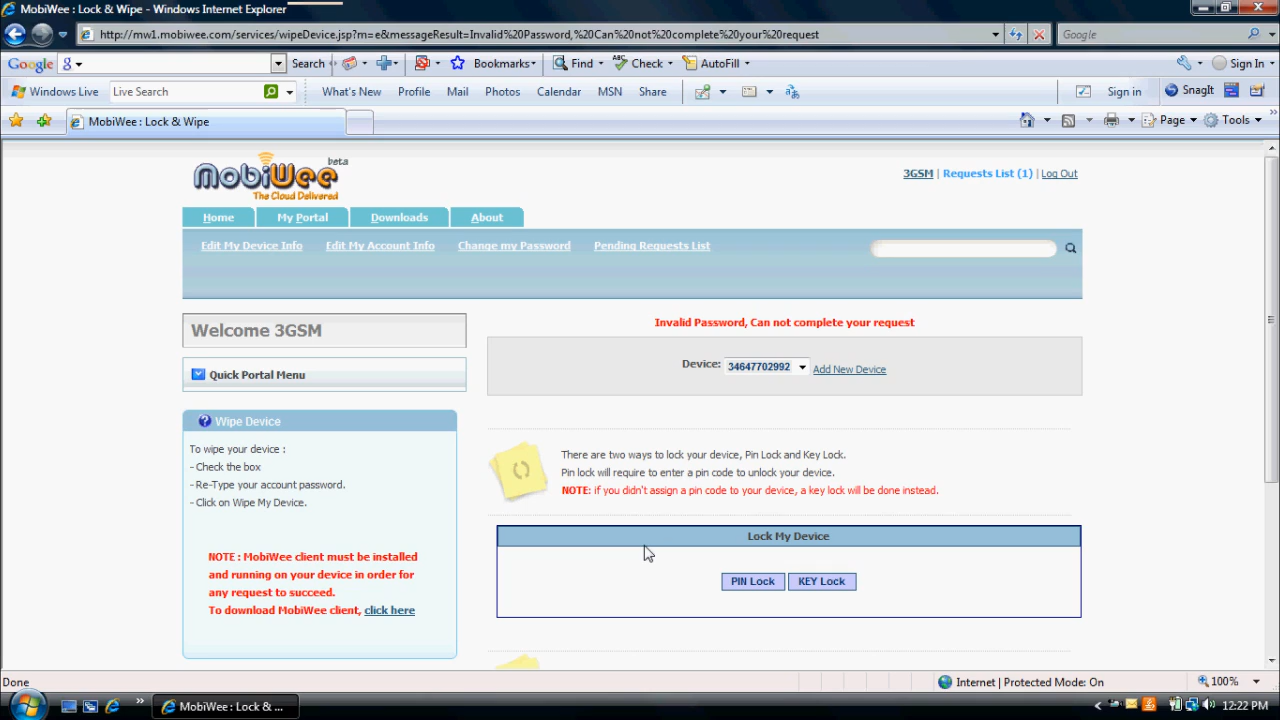 MobiWee : Lock & Wipe - Windows Internet Explorer
http://mw1.mobiwee.com/services/wipeDevice.jsp?m=e&messageResult=Invalid%20Password,%20Can%20not%20complete%20your%20request
Google
Google
Search
Bookmarks
Find
Check
AutoFill
Sign In
Windows Live
Live Search
What's New
Profile
Mail
Photos
Calendar
MSN
Share
Sign in
SnagIt
MobiWee : Lock & Wipe
Page
Tools
MobiWee beta
The Cloud Delivered
3GSM | Requests List (1) | Log Out
Home
My Portal
Downloads
About
Edit My Device Info
Edit My Account Info
Change my Password
Pending Requests List
Welcome 3GSM
Quick Portal Menu
Wipe Device
To wipe your device :
- Check the box
- Re-Type your account password.
- Click on Wipe My Device.
NOTE : MobiWee client must be installed
and running on your device in order for
any request to succeed.
To download MobiWee client, click here
Invalid Password, Can not complete your request
Device: 34647702992 Add New Device
There are two ways to lock your device, Pin Lock and Key Lock.
Pin lock will require to enter a pin code to unlock your device.
NOTE: if you didn't assign a pin code to your device, a key lock will be done instead.
Lock My Device
PIN Lock
KEY Lock
Done
Internet | Protected Mode: On
100%
MobiWee : Lock & ...
12:22 PM